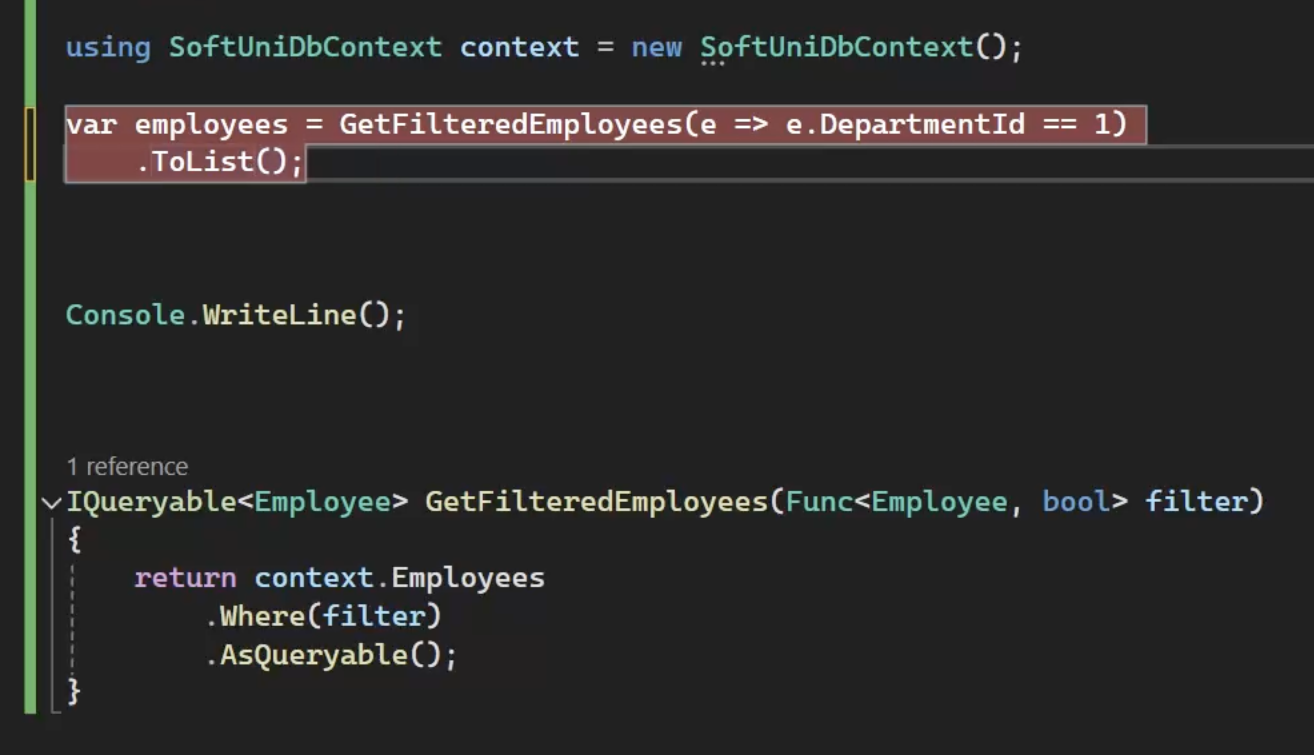 using SoftUniDbContext context = new SoftUniDbContext();
var employees = GetFilteredEmployees(e => e.DepartmentId == 1)
.ToList();
Console.WriteLine();
1 reference
IQueryable<Employee> GetFilteredEmployees(Func<Employee, bool> filter)
{
return context.Employees
.Where(filter)
.AsQueryable();
}